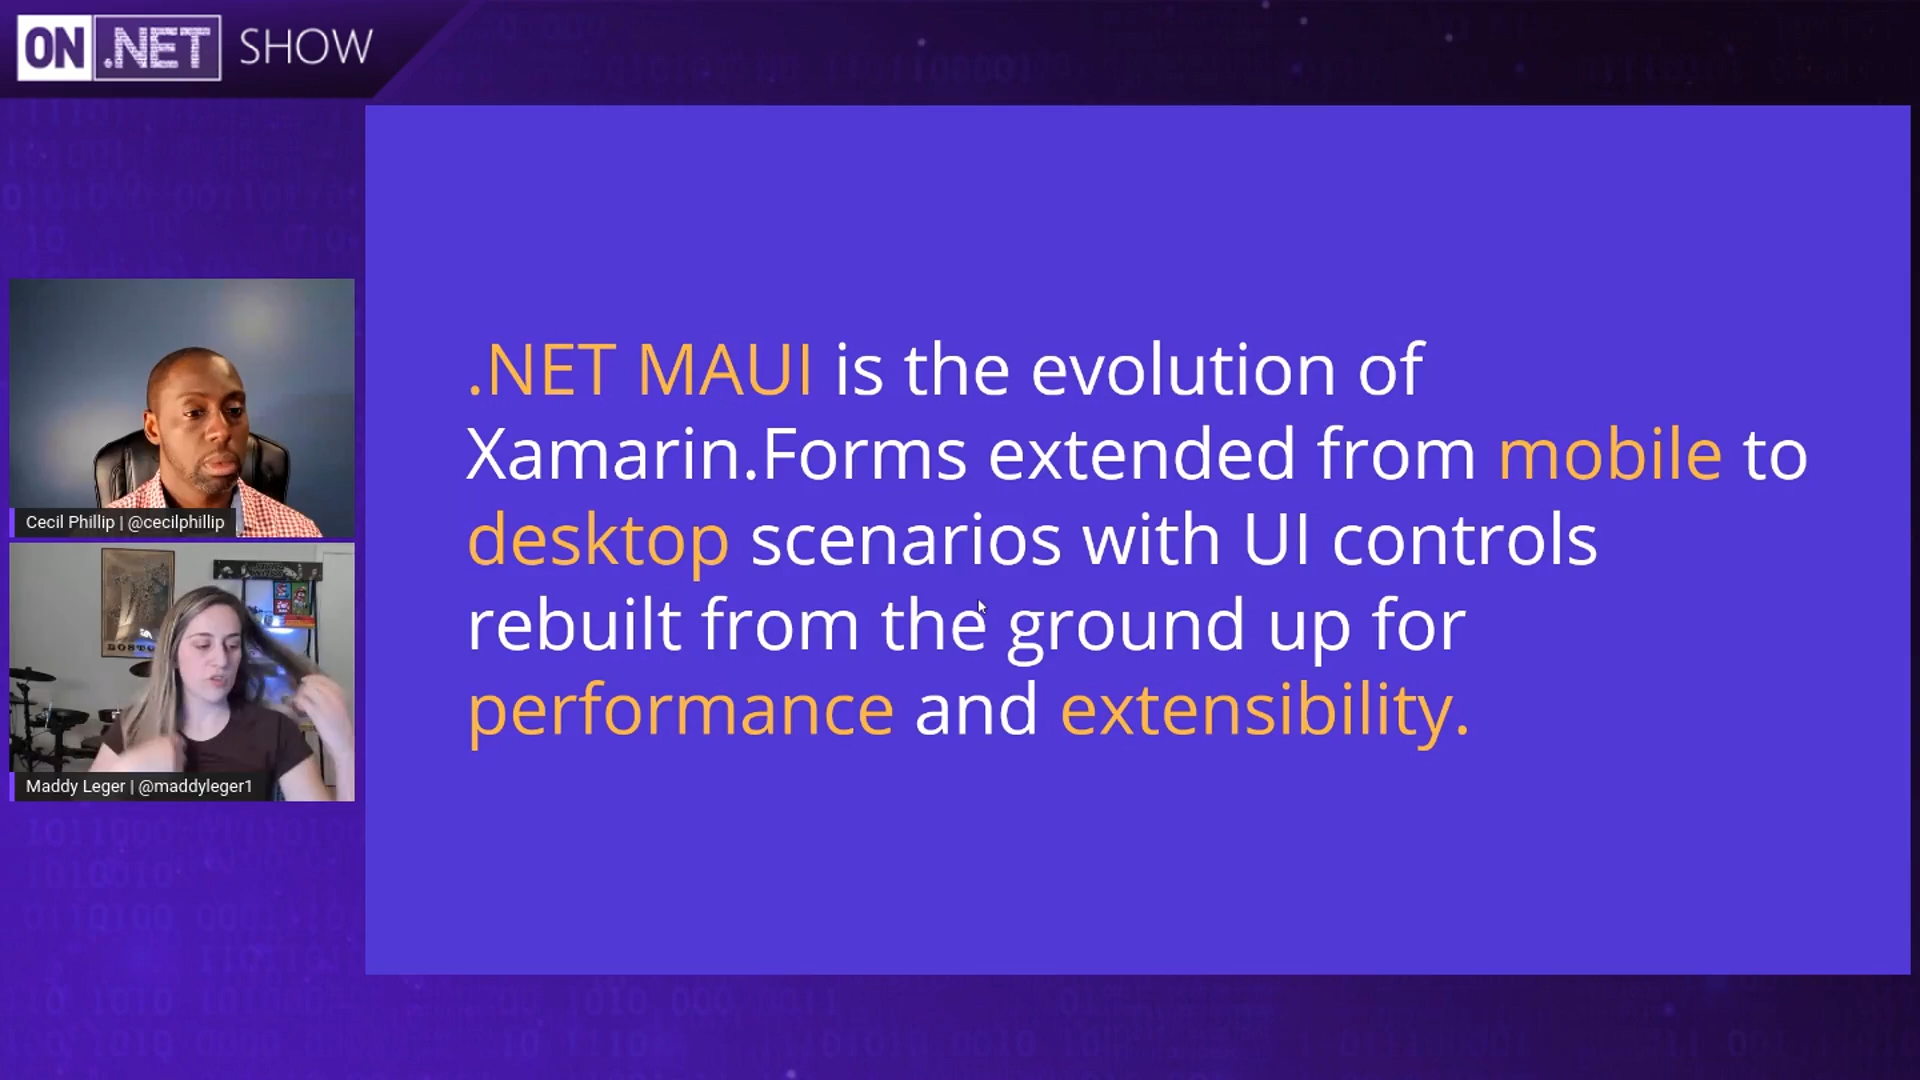 ON .NET SHOW
.NET MAUI is the evolution of
Xamarin.Forms extended from mobile to
desktop scenarios with UI controls
rebuilt from the ground up for
performance and extensibility.
Cecil Phillip | @cecilphillip
Maddy Leger | @maddyleger1